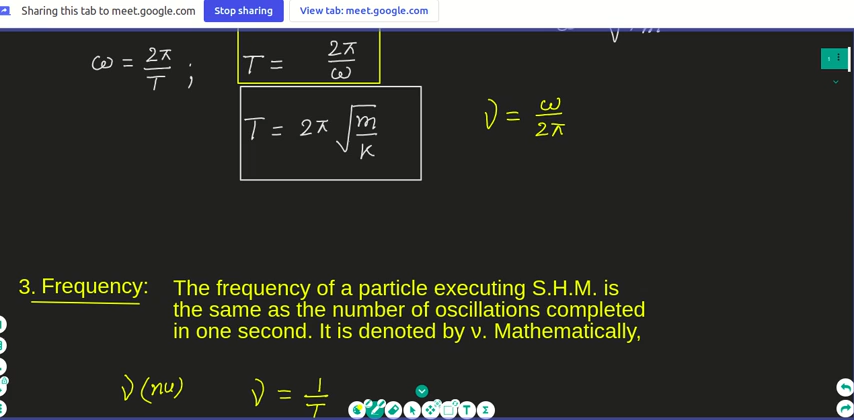 Sharing this tab to meet.google.com Stop sharing View tab: meet.google.com
ω = 2π/T ; T = 2π/ω
T = 2π √(m/k) ν = ω/2π
3. Frequency: The frequency of a particle executing S.H.M. is
the same as the number of oscillations completed
in one second. It is denoted by ν. Mathematically,
ν (nu) ν = 1/T